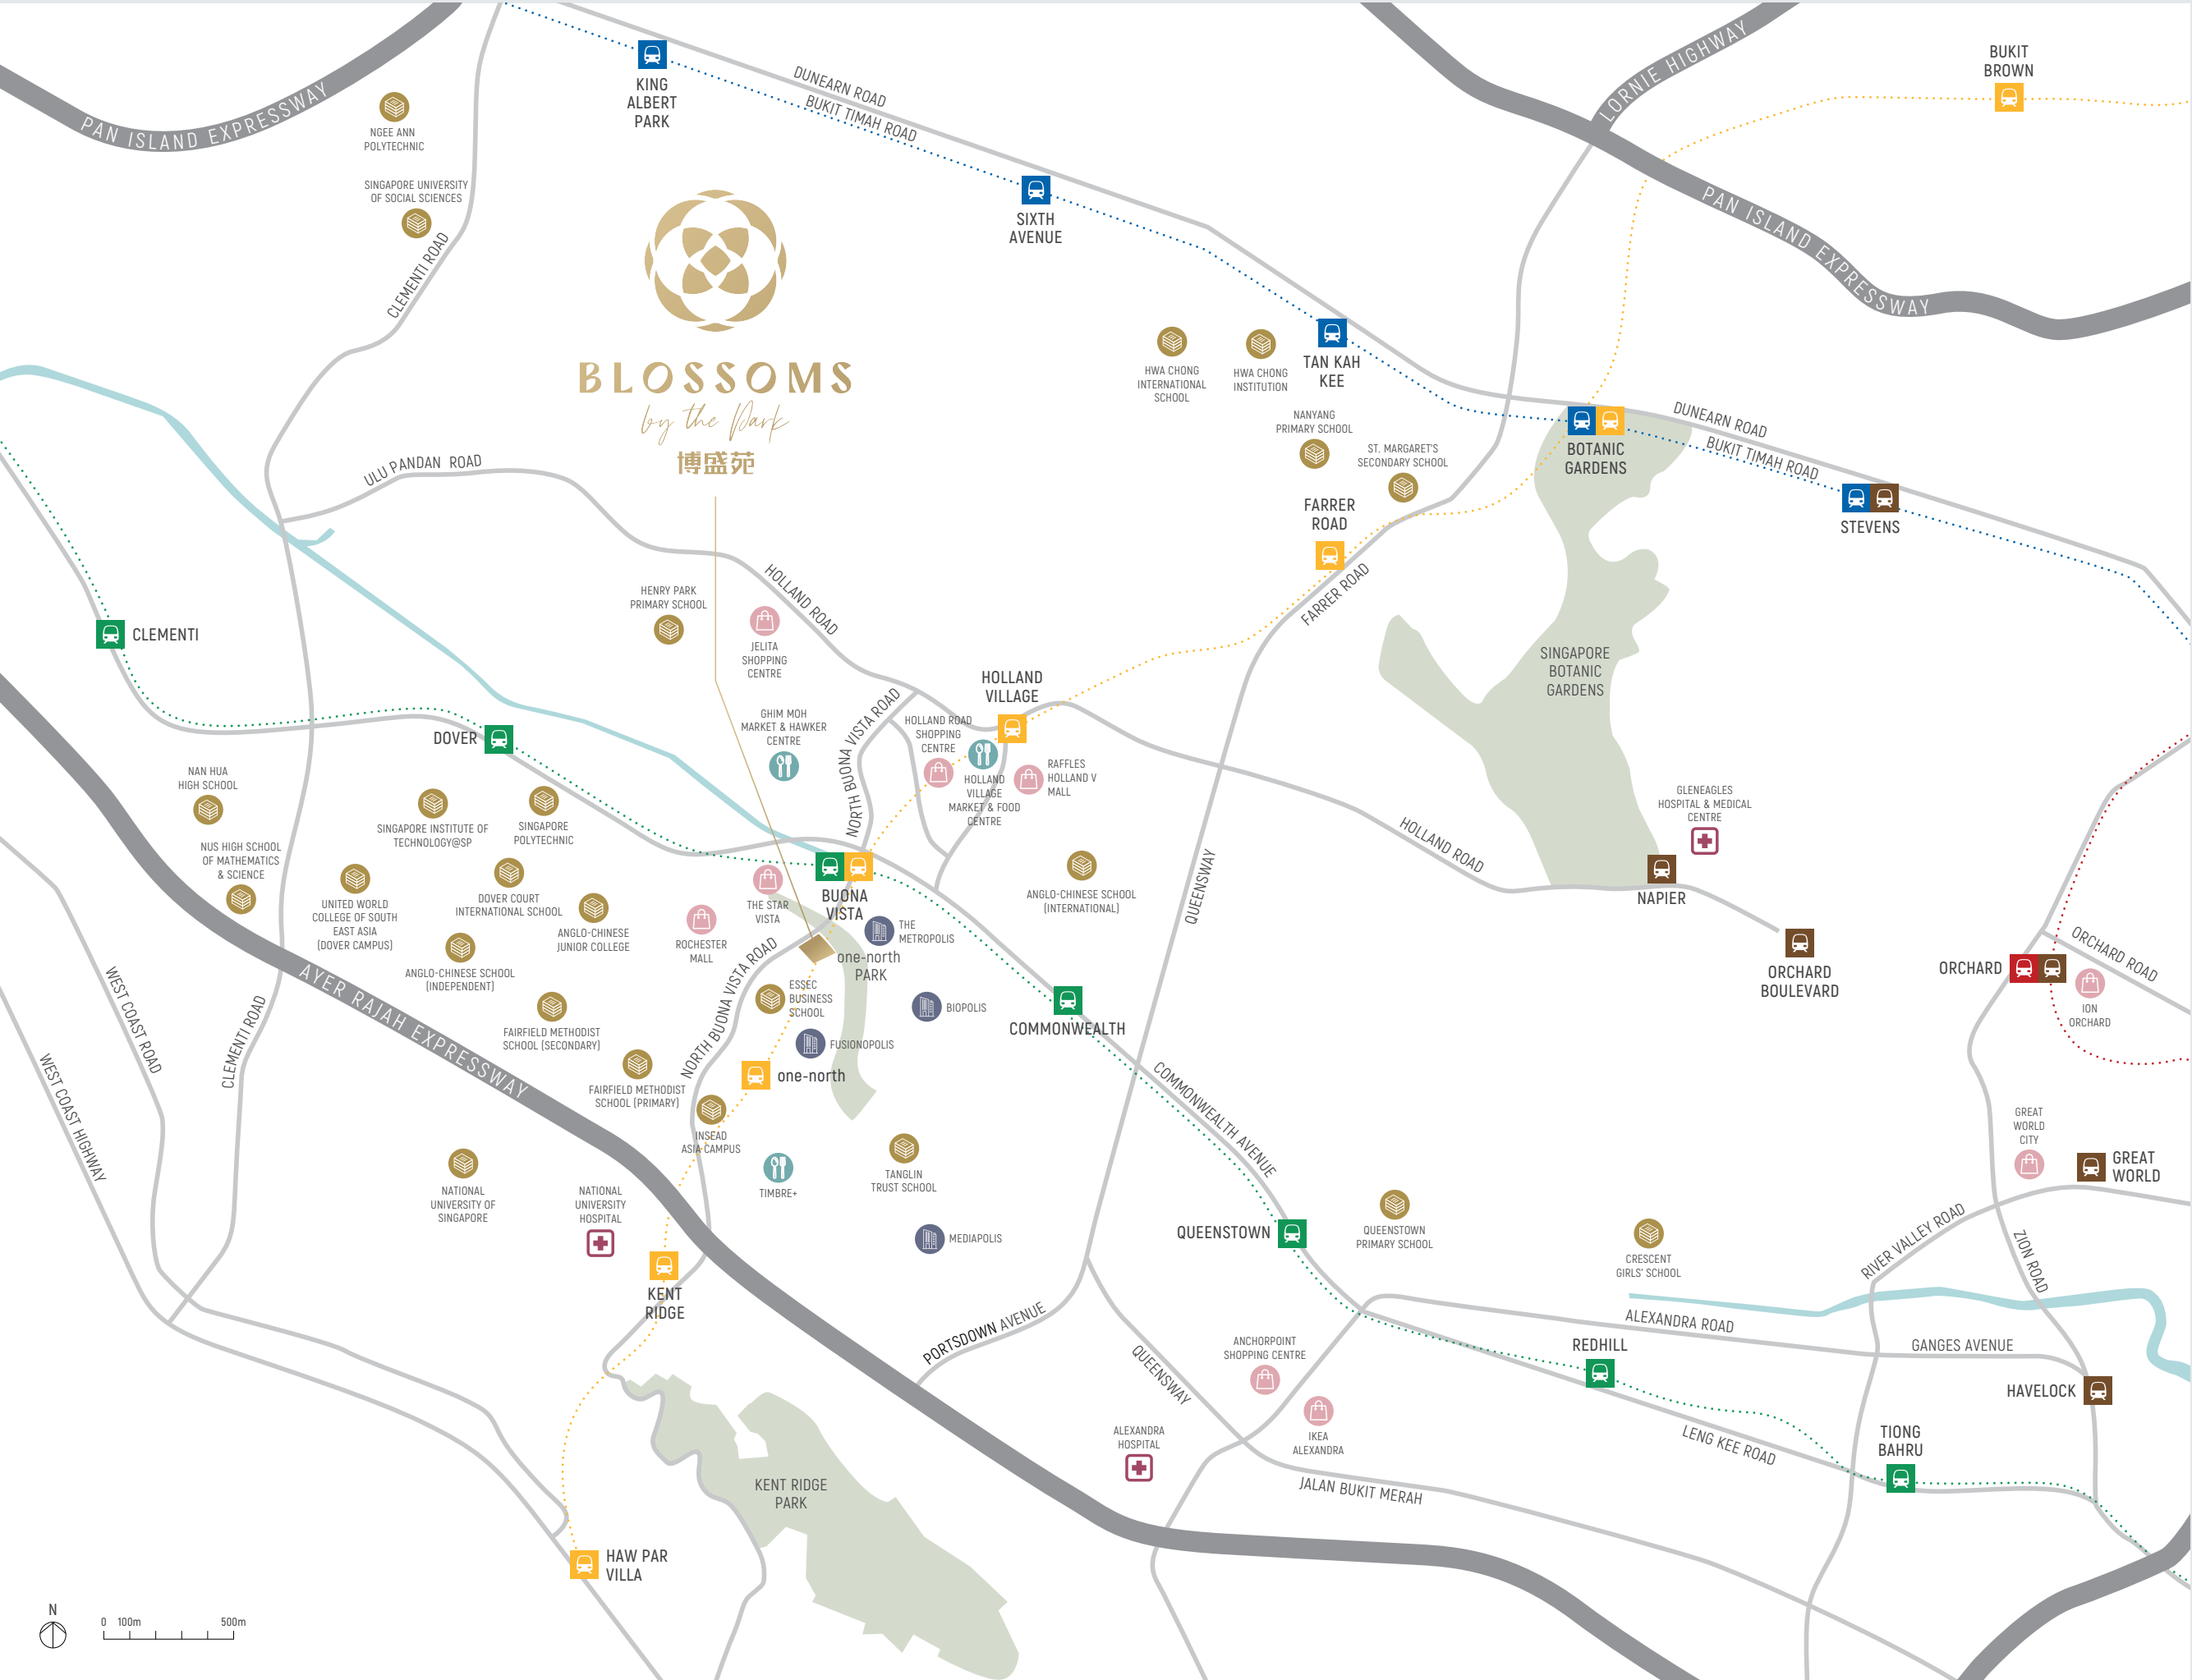 PAN ISLAND EXPRESSWAY
NGEE ANN
POLYTECHNIC
SINGAPORE UNIVERSITY
OF SOCIAL SCIENCES
CLEMENTI ROAD
KING
ALBERT
PARK
DUNEARN ROAD
BUKIT TIMAH ROAD
SIXTH
AVENUE
LORNIE HIGHWAY
BUKIT
BROWN
PAN ISLAND EXPRESSWAY
BLOSSOMS
by the Park
博盛苑
HWA CHONG
INTERNATIONAL
SCHOOL
HWA CHONG
INSTITUTION
TAN KAH
KEE
NANYANG
PRIMARY SCHOOL
ST. MARGARET'S
SECONDARY SCHOOL
FARRER
ROAD
FARRER ROAD
BOTANIC
GARDENS
DUNEARN ROAD
BUKIT TIMAH ROAD
STEVENS
ULU PANDAN ROAD
HOLLAND ROAD
HENRY PARK
PRIMARY SCHOOL
JELITA
SHOPPING
CENTRE
CLEMENTI
SINGAPORE
BOTANIC
GARDENS
HOLLAND
VILLAGE
GHIM MOH
MARKET & HAWKER
CENTRE
NORTH BUONA VISTA ROAD
HOLLAND ROAD
SHOPPING
CENTRE
HOLLAND
VILLAGE
MARKET & FOOD
CENTRE
RAFFLES
HOLLAND V
MALL
DOVER
NAN HUA
HIGH SCHOOL
SINGAPORE INSTITUTE OF
TECHNOLOGY@SP
SINGAPORE
POLYTECHNIC
NUS HIGH SCHOOL
OF MATHEMATICS
& SCIENCE
UNITED WORLD
COLLEGE OF SOUTH
EAST ASIA
(DOVER CAMPUS)
DOVER COURT
INTERNATIONAL SCHOOL
ANGLO-CHINESE
JUNIOR COLLEGE
ANGLO-CHINESE SCHOOL
(INDEPENDENT)
FAIRFIELD METHODIST
SCHOOL (SECONDARY)
FAIRFIELD METHODIST
SCHOOL (PRIMARY)
ROCHESTER
MALL
THE STAR
VISTA
BUONA
VISTA
THE
METROPOLIS
one-north
PARK
ANGLO-CHINESE SCHOOL
(INTERNATIONAL)
QUEENSWAY
HOLLAND ROAD
GLENEAGLES
HOSPITAL & MEDICAL
CENTRE
NAPIER
ORCHARD
BOULEVARD
ORCHARD
ORCHARD ROAD
ION
ORCHARD
NORTH BUONA VISTA ROAD
ESSEC
BUSINESS
SCHOOL
BIOPOLIS
FUSIONOPOLIS
one-north
COMMONWEALTH
COMMONWEALTH AVENUE
AYER RAJAH EXPRESSWAY
WEST COAST ROAD
CLEMENTI ROAD
WEST COAST HIGHWAY
INSEAD
ASIA CAMPUS
TIMBRE+
TANGLIN
TRUST SCHOOL
MEDIAPOLIS
NATIONAL
UNIVERSITY OF
SINGAPORE
NATIONAL
UNIVERSITY
HOSPITAL
KENT
RIDGE
GREAT
WORLD
CITY
GREAT
WORLD
QUEENSTOWN
QUEENSTOWN
PRIMARY SCHOOL
CRESCENT
GIRLS' SCHOOL
RIVER VALLEY ROAD
ZION ROAD
PORTSDOWN AVENUE
QUEENSWAY
ANCHORPOINT
SHOPPING CENTRE
IKEA
ALEXANDRA
ALEXANDRA
HOSPITAL
ALEXANDRA ROAD
REDHILL
GANGES AVENUE
HAVELOCK
LENG KEE ROAD
TIONG
BAHRU
JALAN BUKIT MERAH
KENT RIDGE
PARK
HAW PAR
VILLA
N
0 100m 500m